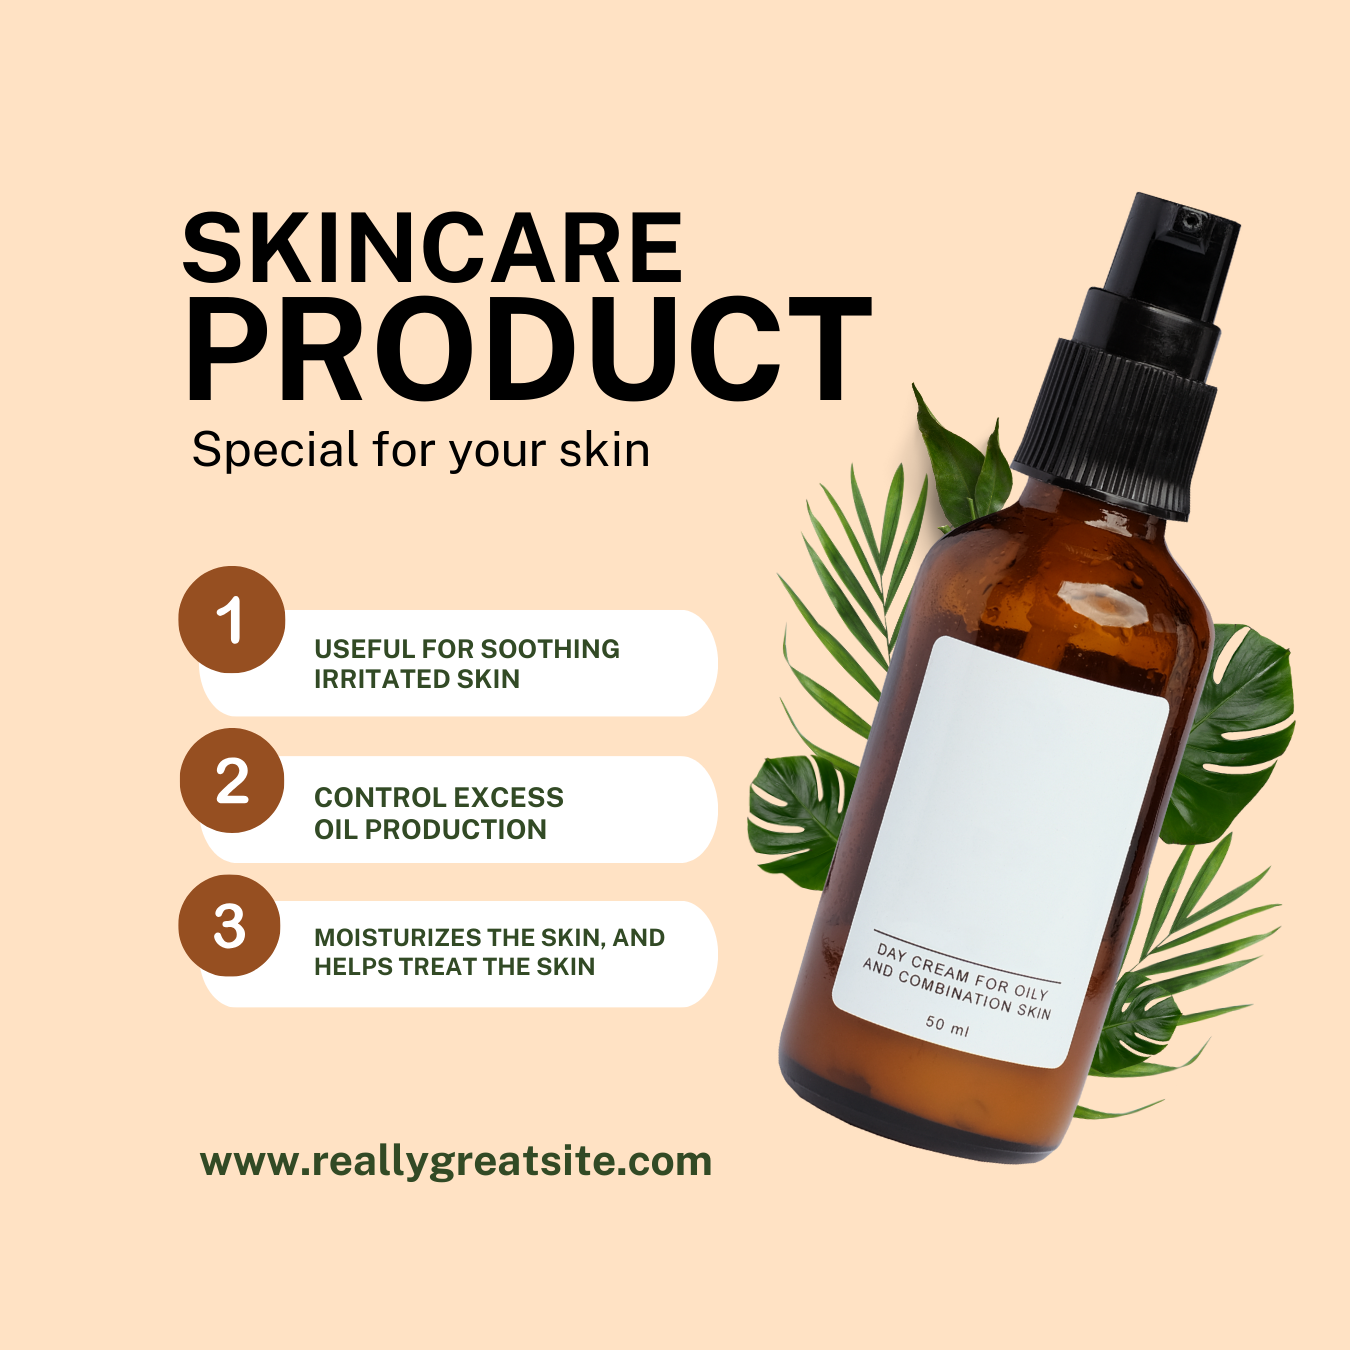 SKINCARE
PRODUCT
Special for your skin
1
USEFUL FOR SOOTHING
IRRITATED SKIN
2
CONTROL EXCESS
OIL PRODUCTION
3
MOISTURIZES THE SKIN, AND
HELPS TREAT THE SKIN
www.reallygreatsite.com
DAY CREAM FOR OILY
AND COMBINATION SKIN
50 ml